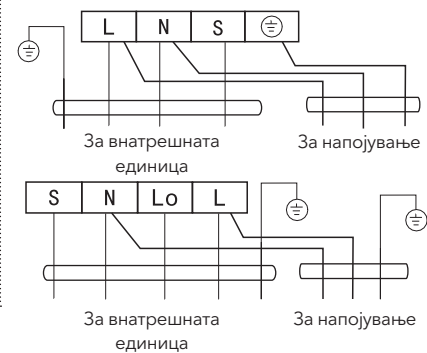 L N S
За внатрешната
единица
За напојување
S N Lo L
За внатрешната
единица
За напојување